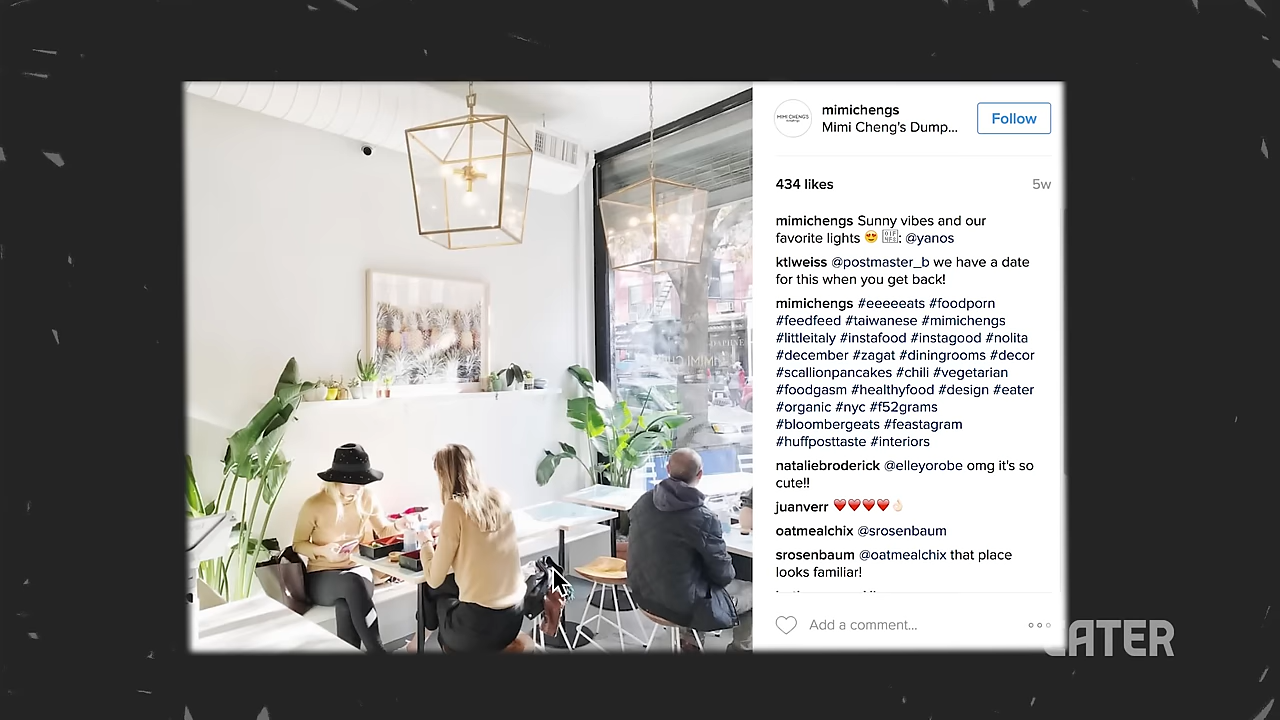 mimichengs
Mimi Cheng's Dump...
Follow
MIMI CHENG'S
434 likes
5w
mimichengs Sunny vibes and our
favorite lights 😍 : @yanos
ktlweiss @postmaster_b we have a date
for this when you get back!
mimichengs #eeeeeats #foodporn
#feedfeed #taiwanese #mimichengs
#littleitaly #instafood #instagood #nolita
#december #zagat #diningrooms #decor
#scallionpancakes #chili #vegetarian
#foodgasm #healthyfood #design #eater
#organic #nyc #f52grams
#bloombergeats #feastagram
#huffposttaste #interiors
nataliebroderick @elleyorobe omg it's so
cute!!
juanverr ❤️❤️❤️❤️👌🏻
oatmealchix @srosenbaum
srosenbaum @oatmealchix that place
looks familiar!
Add a comment...
EATER